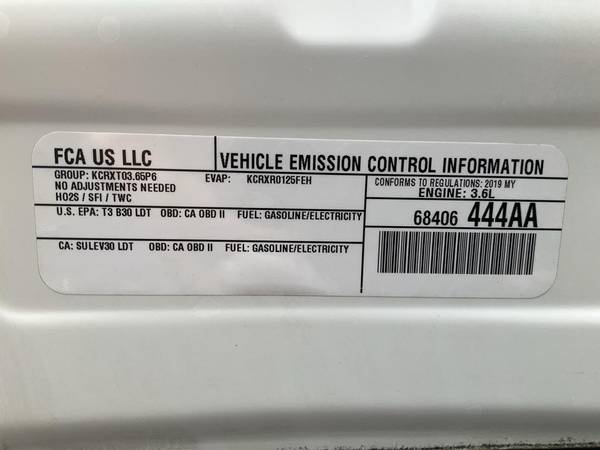 FCA US LLC
VEHICLE EMISSION CONTROL INFORMATION
GROUP: KCRXT03.65P6 EVAP: KCRXR0125FEH
NO ADJUSTMENTS NEEDED
HO2S / SFI / TWC
CONFORMS TO REGULATIONS: 2019 MY
ENGINE: 3.6L
U.S. EPA: T3 B30 LDT OBD: CA OBD II FUEL: GASOLINE/ELECTRICITY
68406 444AA
CA: SULEV30 LDT OBD: CA OBD II FUEL: GASOLINE/ELECTRICITY